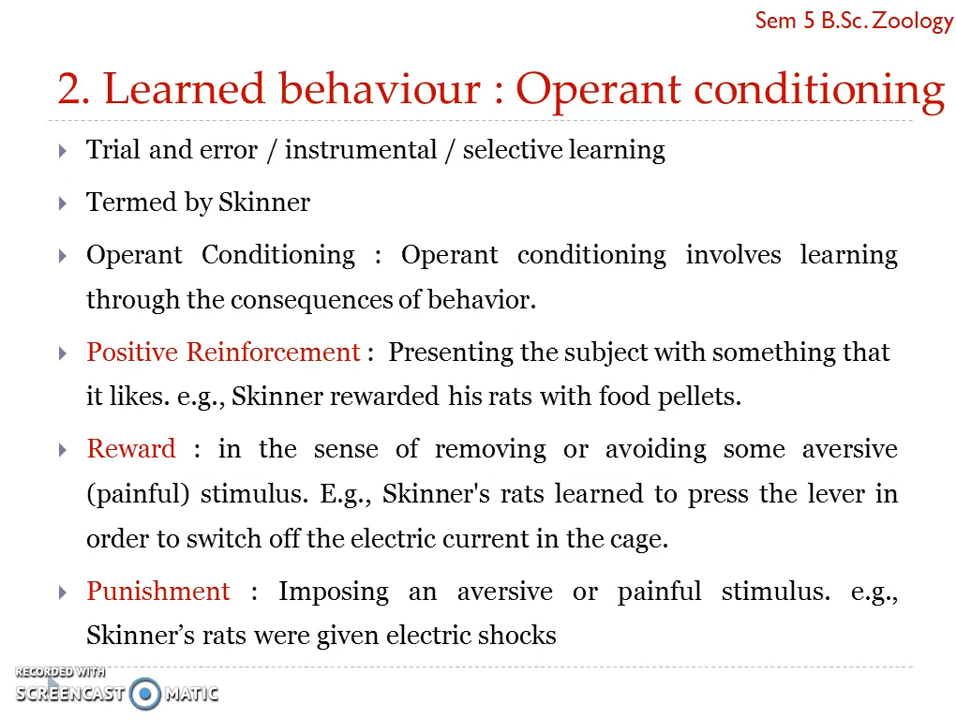 Sem 5 B.Sc. Zoology
2. Learned behaviour : Operant conditioning
Trial and error / instrumental / selective learning
Termed by Skinner
Operant Conditioning : Operant conditioning involves learning
through the consequences of behavior.
Positive Reinforcement : Presenting the subject with something that
it likes. e.g., Skinner rewarded his rats with food pellets.
Reward : in the sense of removing or avoiding some aversive
(painful) stimulus. E.g., Skinner's rats learned to press the lever in
order to switch off the electric current in the cage.
Punishment : Imposing an aversive or painful stimulus. e.g.,
Skinner’s rats were given electric shocks
RECORDED WITH
SCREENCAST MATIC